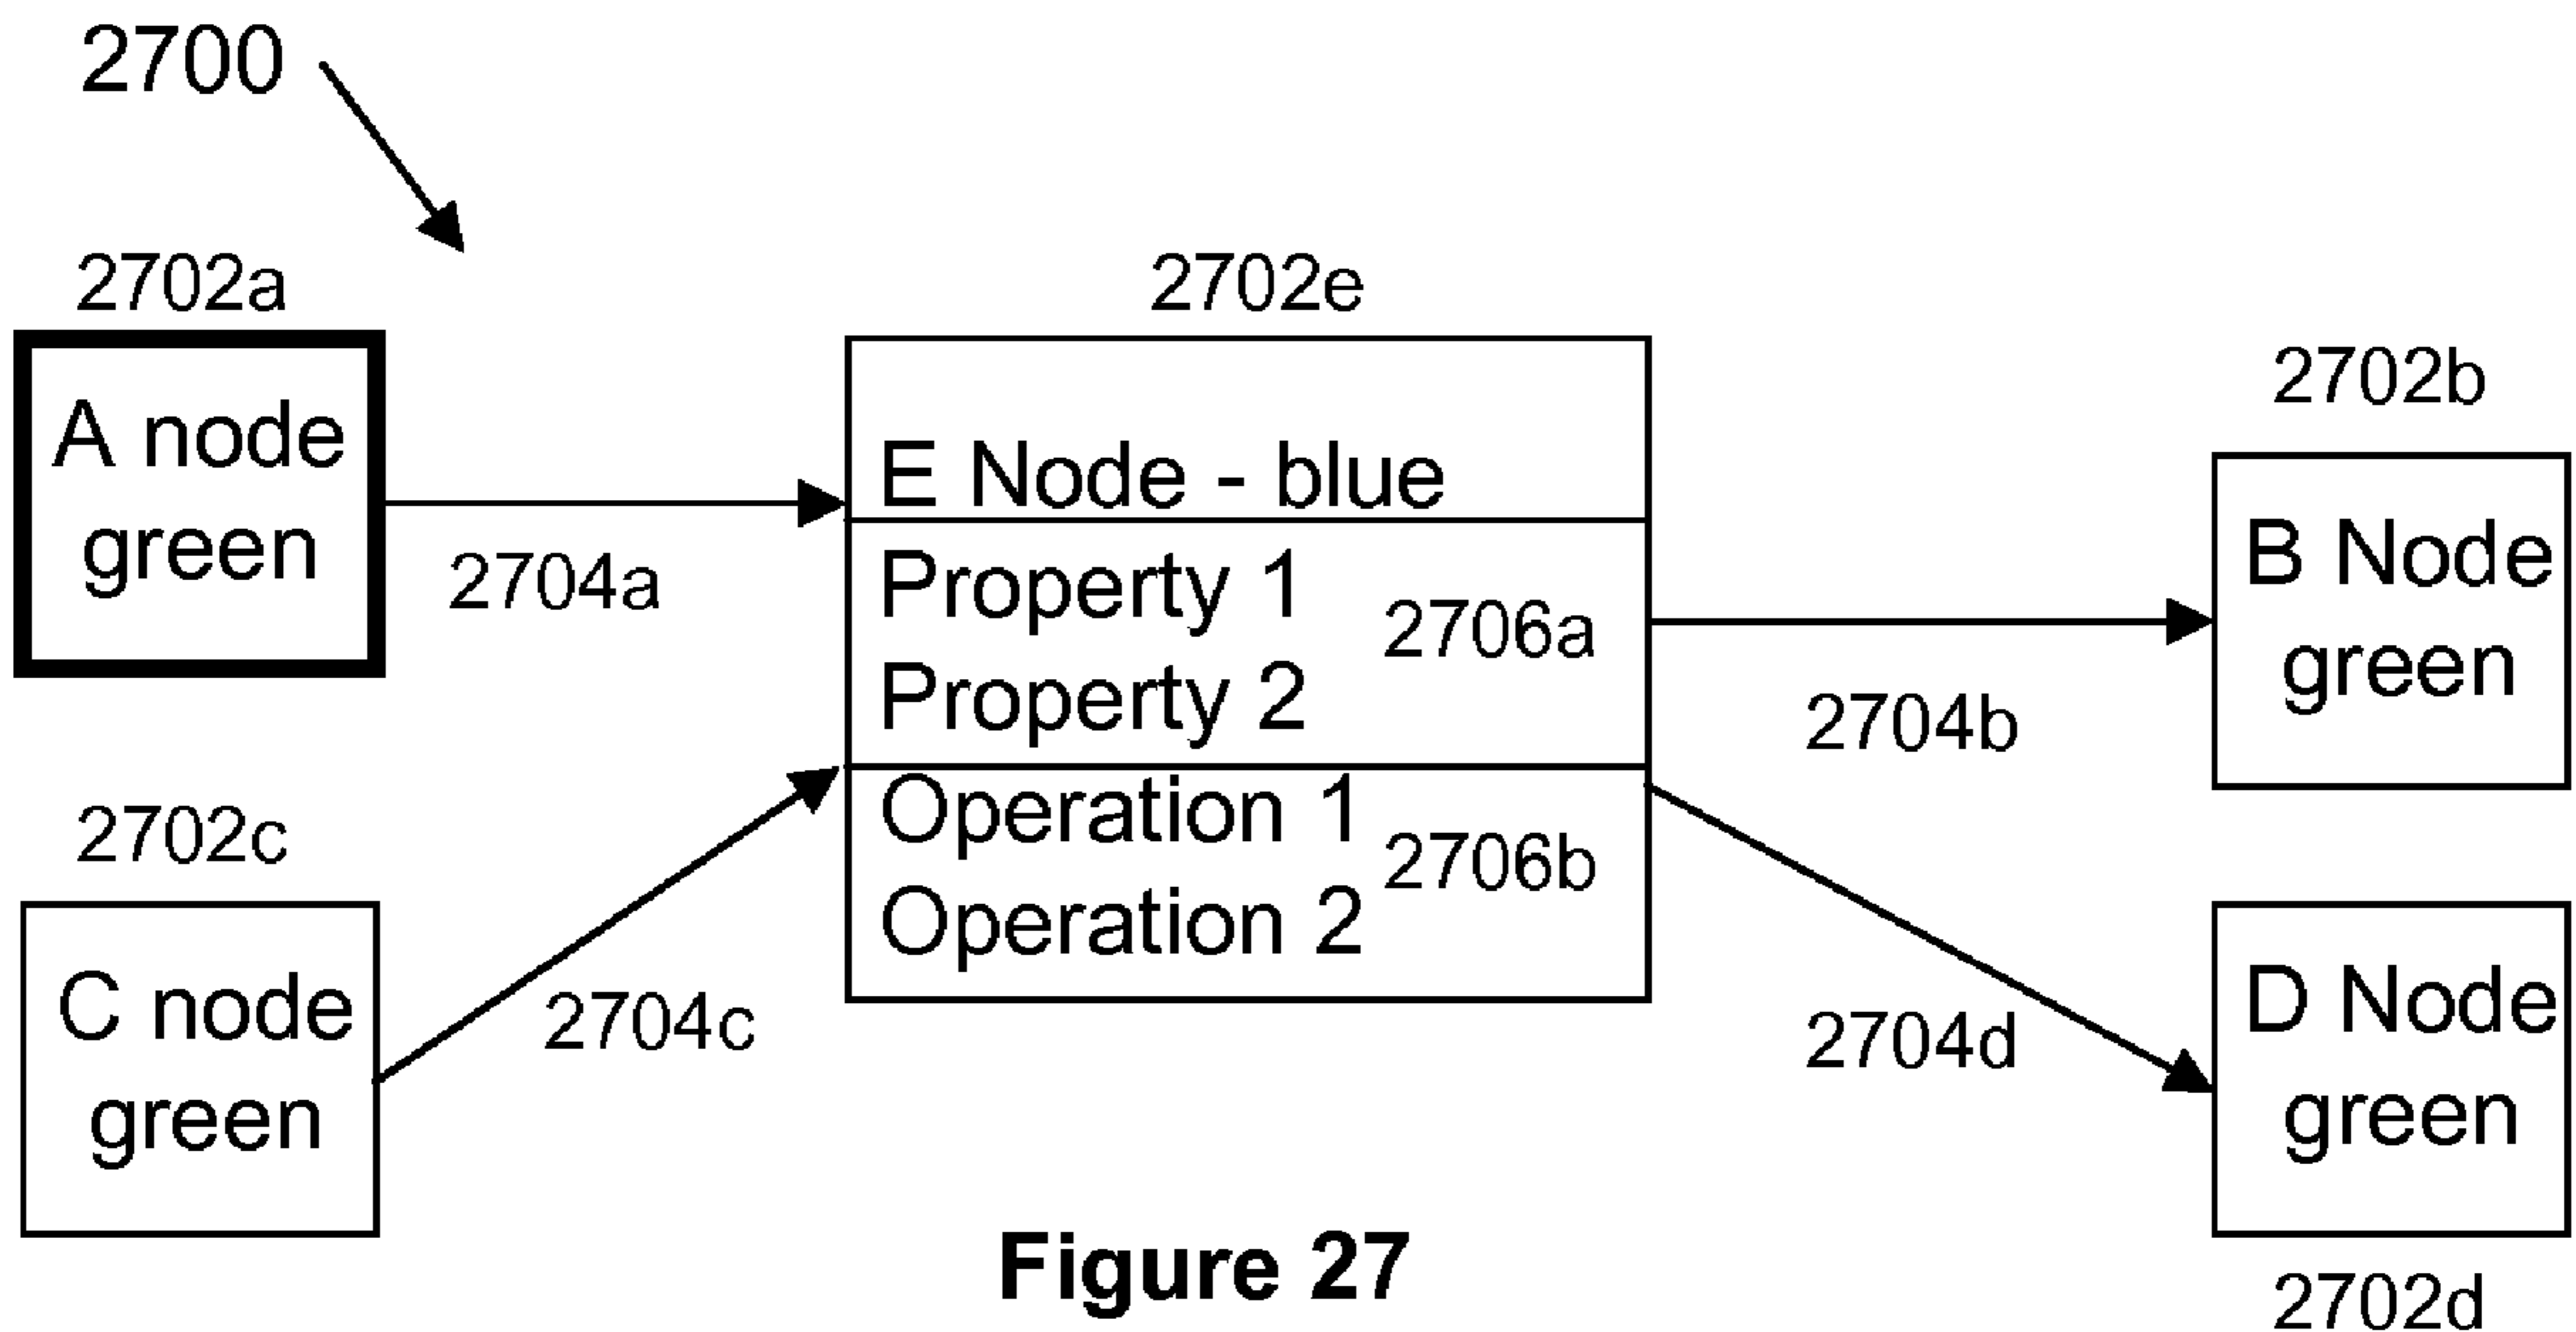 2700
2702a
A node
green
2704a
2702c
C node
green
2704c
2702e
E Node - blue
Property 1
Property 2
2706a
Operation 1
Operation 2
2706b
2704b
2704d
2702b
B Node
green
D Node
green
2702d
Figure 27